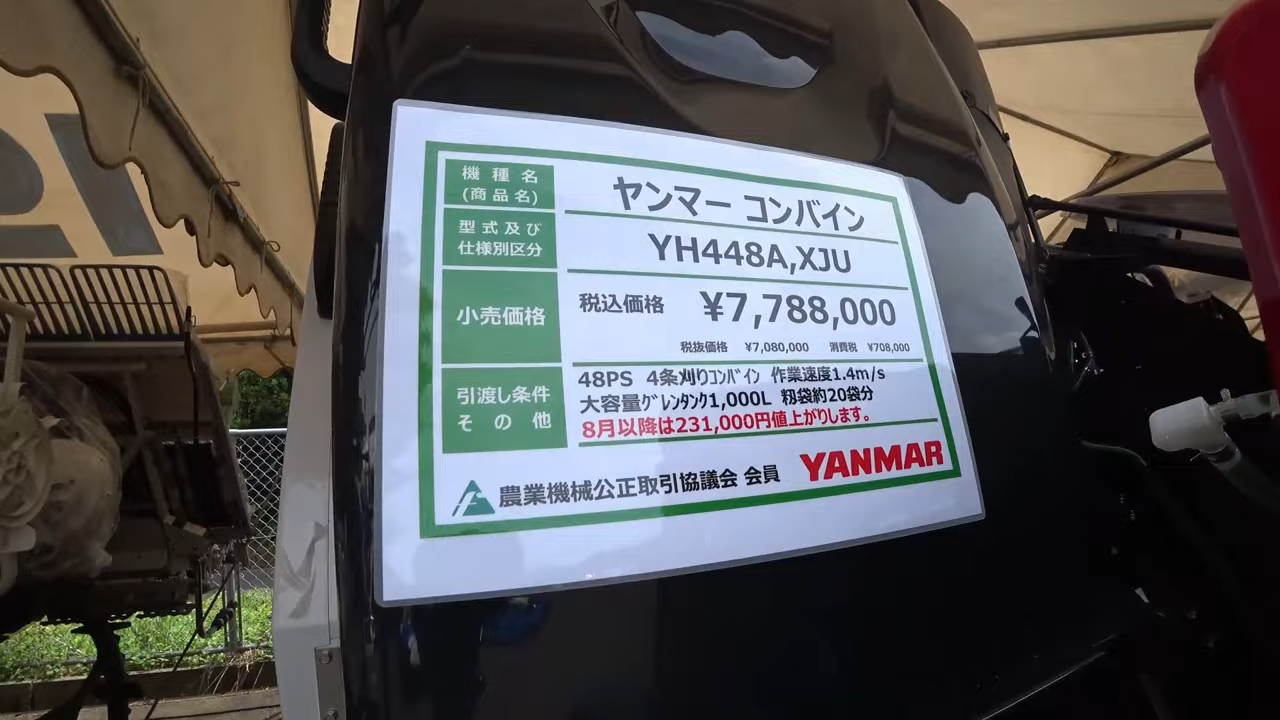 機種名
(商品名)
ヤンマー コンバイン
型式及び
仕様別区分
YH448A,XJU
小売価格
税込価格 ¥7,788,000
税抜価格 ¥7,080,000 消費税 ¥708,000
引渡し条件
その他
48PS 4条刈りｺﾝﾊﾞｲﾝ 作業速度1.4m/s
大容量ｸﾞﾚﾝﾀﾝｸ1,000L 籾袋約20袋分
8月以降は231,000円値上がりします。
農業機械公正取引協議会 会員
YANMAR